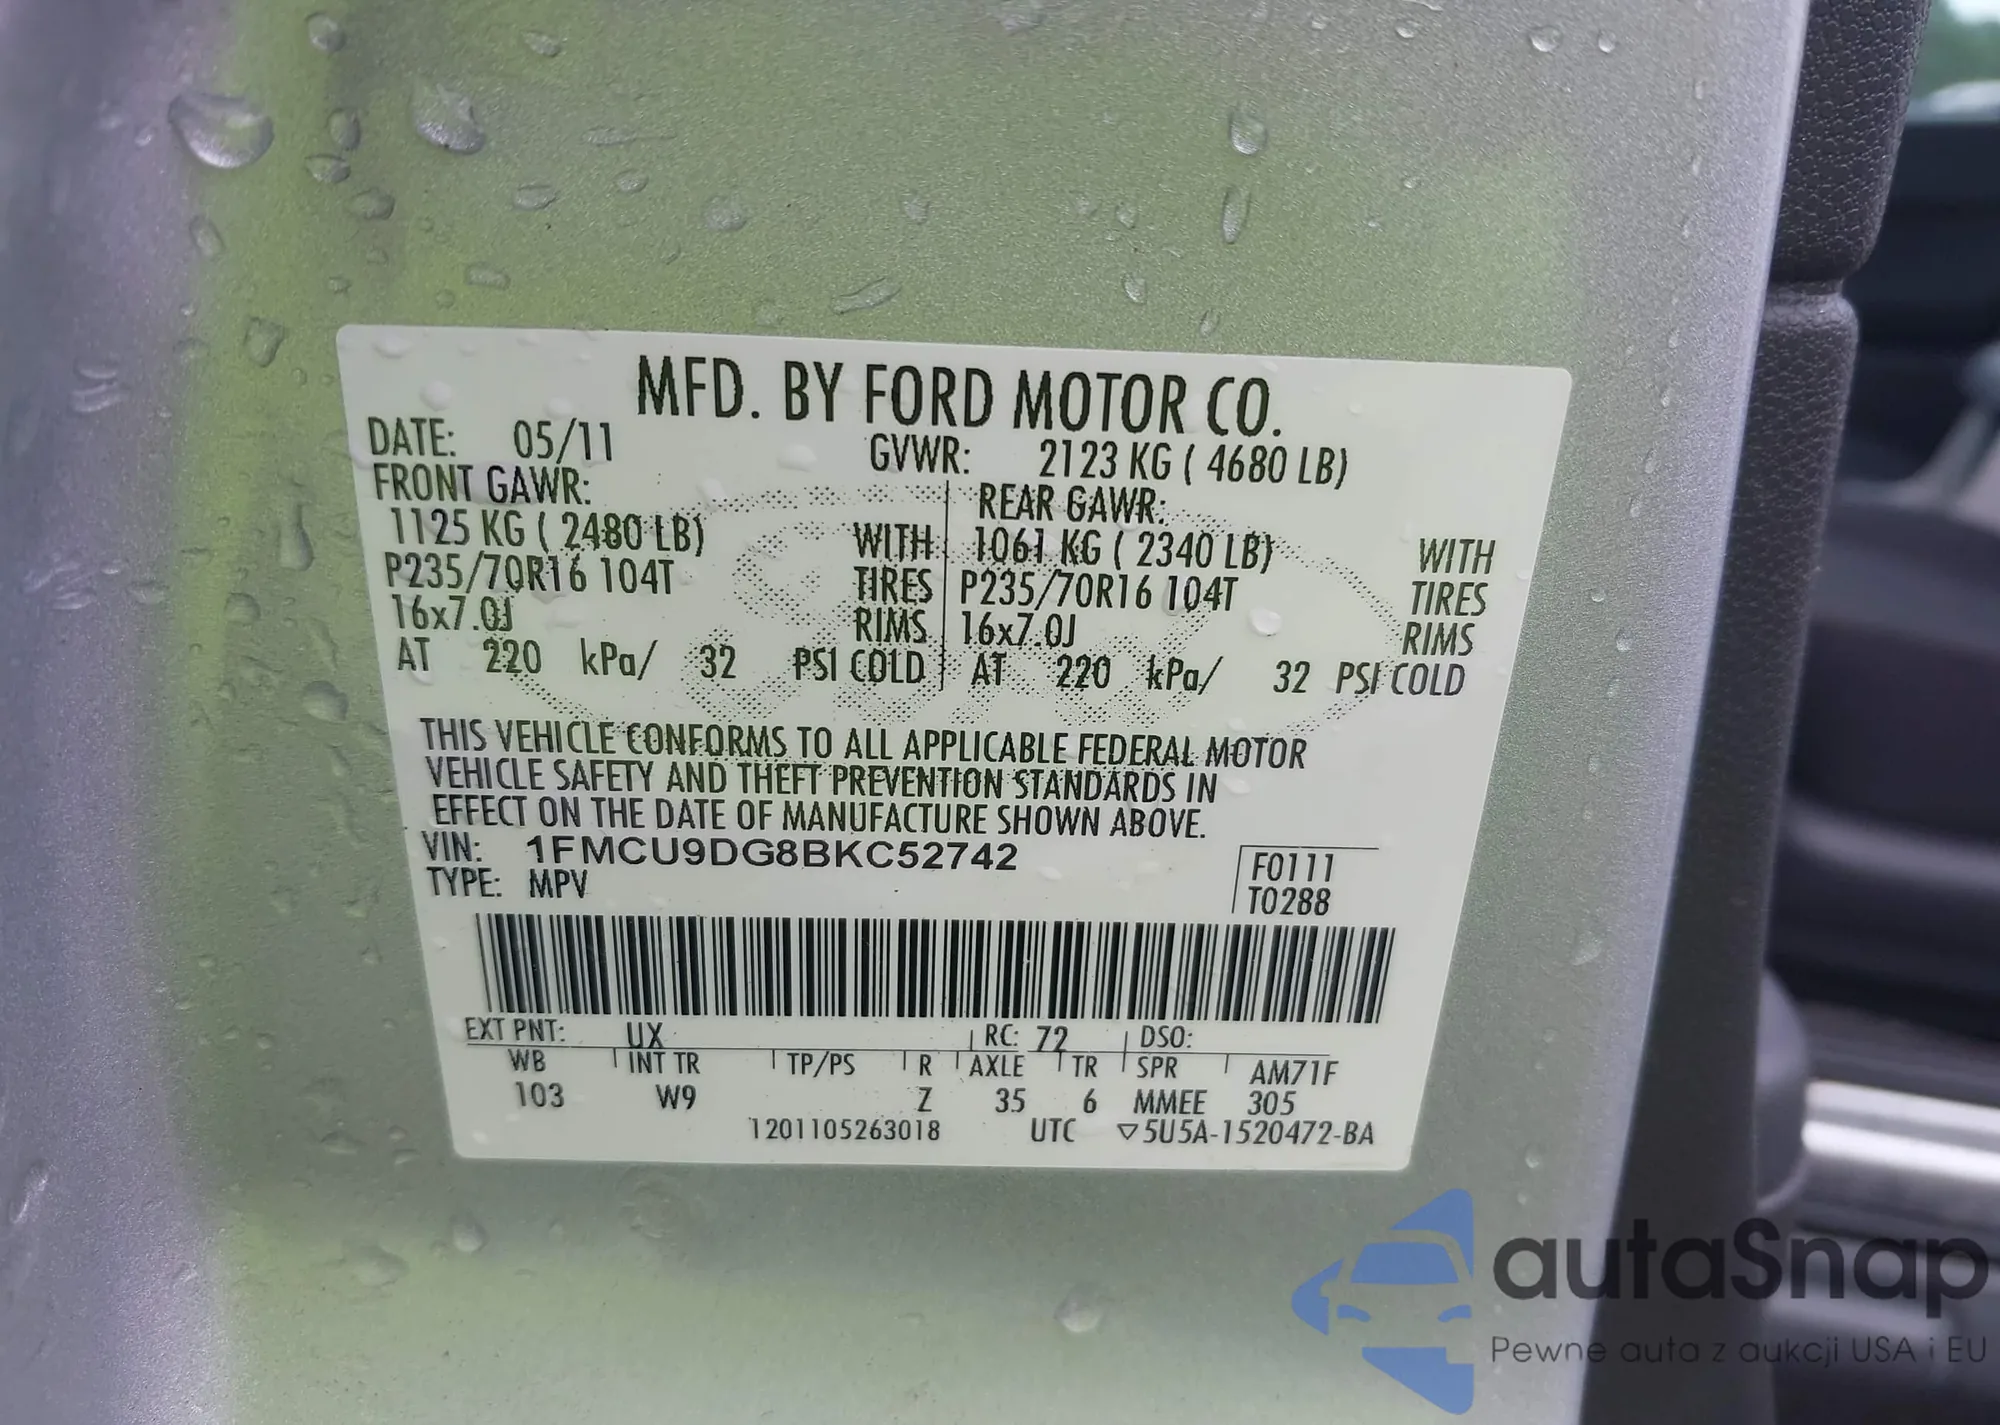 MFD. BY FORD MOTOR CO.
DATE: 05/11 GVWR: 2123 KG ( 4680 LB)
FRONT GAWR: REAR GAWR:
1125 KG ( 2480 LB) WITH 1061 KG ( 2340 LB) WITH
P235/70R16 104T TIRES P235/70R16 104T TIRES
16x7.0J RIMS 16x7.0J RIMS
AT 220 kPa/ 32 PSI COLD AT 220 kPa/ 32 PSI COLD
THIS VEHICLE CONFORMS TO ALL APPLICABLE FEDERAL MOTOR
VEHICLE SAFETY AND THEFT PREVENTION STANDARDS IN
EFFECT ON THE DATE OF MANUFACTURE SHOWN ABOVE.
VIN: 1FMCU9DG8BKC52742 F0111
TYPE: MPV T0288
EXT PNT: UX RC: 72 DSO:
WB INT TR TP/PS R AXLE TR SPR AM71F
103 W9 Z 35 6 MMEE 305
1201105263018 UTC ▽5U5A-1520472-BA
autaSnap
Pewne auta z aukcji USA i EU